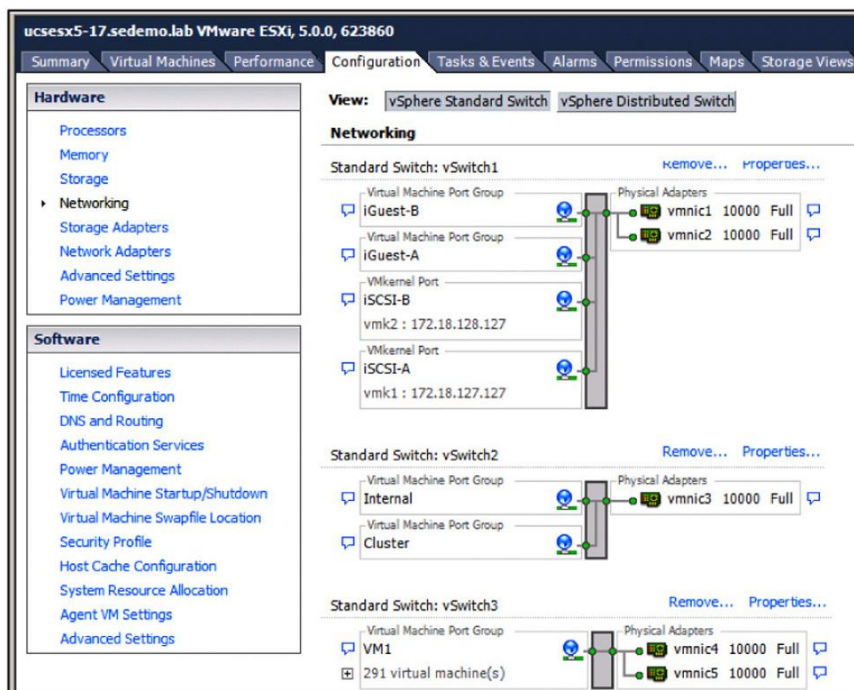 ucsesx5-17.sedemo.lab VMware ESXi, 5.0.0, 623860
Summary Virtual Machines Performance Configuration Tasks & Events Alarms Permissions Maps Storage Views
Hardware
Processors
Memory
Storage
Networking
Storage Adapters
Network Adapters
Advanced Settings
Power Management
Software
Licensed Features
Time Configuration
DNS and Routing
Authentication Services
Power Management
Virtual Machine Startup/Shutdown
Virtual Machine Swapfile Location
Security Profile
Host Cache Configuration
System Resource Allocation
Agent VM Settings
Advanced Settings
View: vSphere Standard Switch vSphere Distributed Switch
Networking
Standard Switch: vSwitch1 Remove... Properties...
Virtual Machine Port Group
iGuest-B
Virtual Machine Port Group
iGuest-A
VMkernel Port
iSCSI-B
vmk2 : 172.18.128.127
VMkernel Port
iSCSI-A
vmk1 : 172.18.127.127
Physical Adapters
vmnic1 10000 Full
vmnic2 10000 Full
Standard Switch: vSwitch2 Remove... Properties...
Virtual Machine Port Group
Internal
Virtual Machine Port Group
Cluster
Physical Adapters
vmnic3 10000 Full
Standard Switch: vSwitch3 Remove... Properties...
Virtual Machine Port Group
VM1
291 virtual machine(s)
Physical Adapters
vmnic4 10000 Full
vmnic5 10000 Full